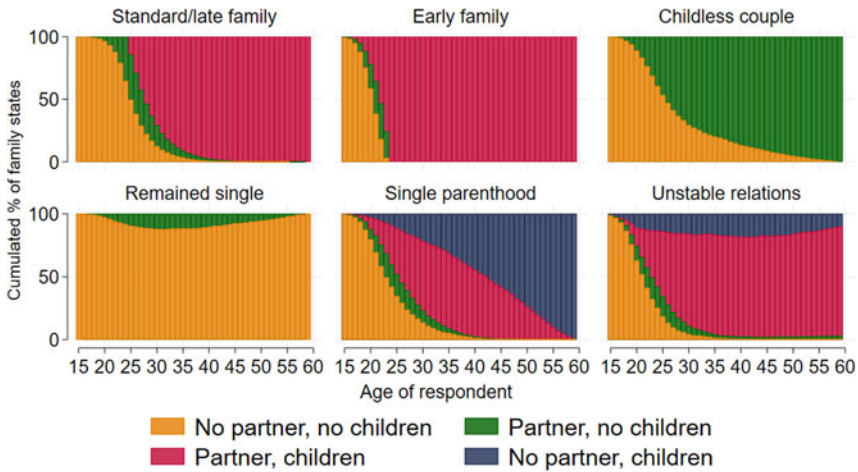 Standard/late family Early family Childless couple
100
50
0
Cumulated % of family states
Remained single Single parenthood Unstable relations
100
50
0
15 20 25 30 35 40 45 50 55 60 15 20 25 30 35 40 45 50 55 60 15 20 25 30 35 40 45 50 55 60
Age of respondent
No partner, no children Partner, no children
Partner, children No partner, children